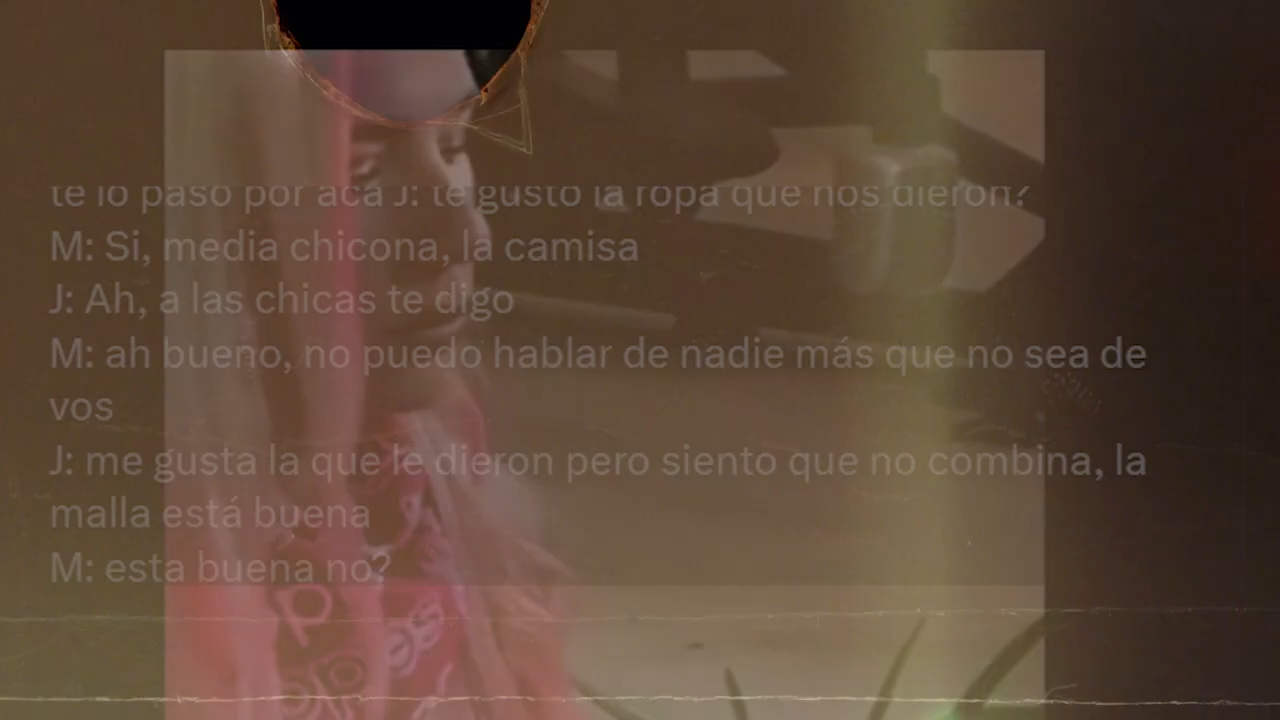 te lo paso por acá J: te gustó la ropa que nos dieron?
M: Si, media chicona, la camisa
J: Ah, a las chicas te digo
M: ah bueno, no puedo hablar de nadie más que no sea de
vos
J: me gusta la que le dieron pero siento que no combina, la
malla está buena
M: esta buena no?